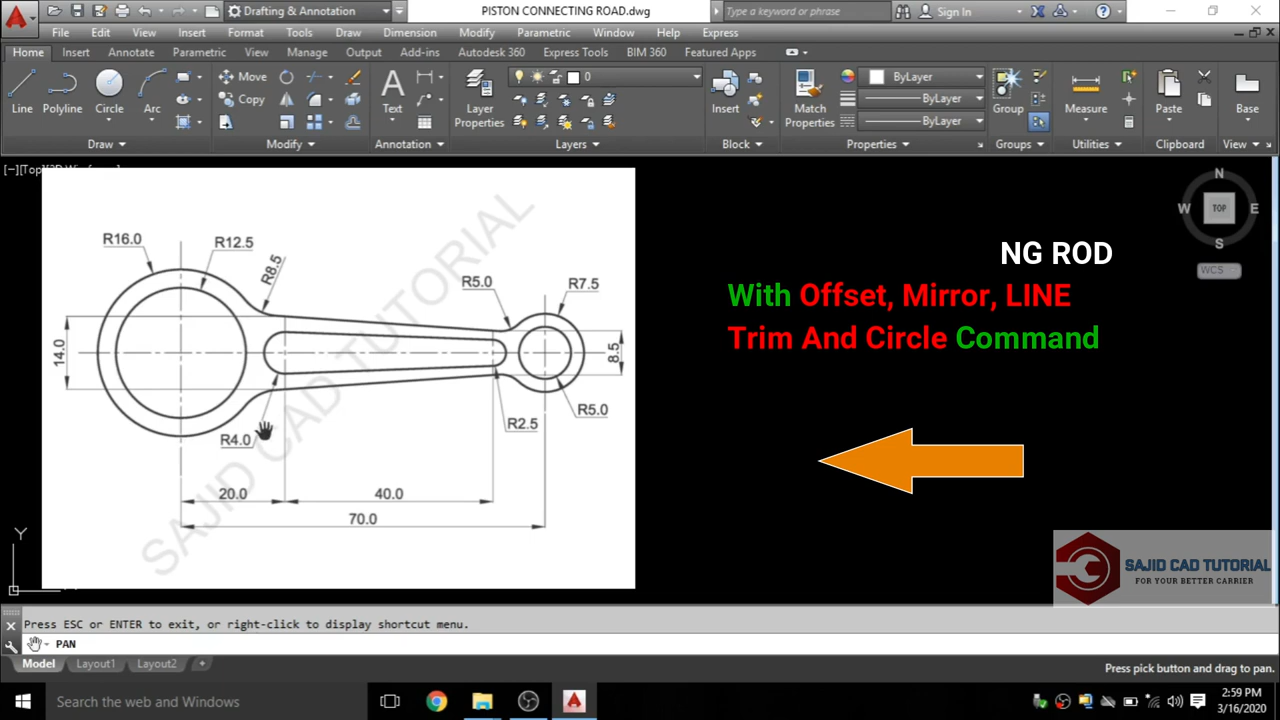 Drafting & Annotation
PISTON CONNECTING ROAD.dwg
Type a keyword or phrase
Sign In
File Edit View Insert Format Tools Draw Dimension Modify Parametric Window Help Express
Home Insert Annotate Parametric View Manage Output Add-ins Autodesk 360 Express Tools BIM 360 Featured Apps
Line Polyline Circle Arc
Move
Copy
Text
Layer Properties
0
Insert
Match Properties
ByLayer
ByLayer
ByLayer
Group
Measure
Paste
Base
Draw Modify Annotation Layers Block Properties Groups Utilities Clipboard View
N
W TOP E
S
WCS
R16.0
R12.5
R8.5
R5.0
R7.5
14.0
8.5
R4.0
R2.5
R5.0
20.0
40.0
70.0
SAJID CAD TUTORIAL
NG ROD
With Offset, Mirror, LINE
Trim And Circle Command
SAJID CAD TUTORIAL
FOR YOUR BETTER CARRIER
Y
Press ESC or ENTER to exit, or right-click to display shortcut menu.
PAN
Model Layout1 Layout2 +
Press pick button and drag to pan.
Search the web and Windows
2:59 PM
3/16/2020